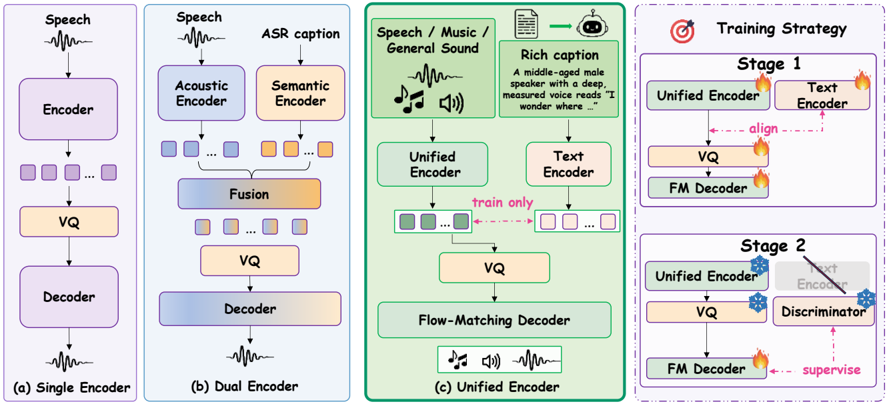 Speech
Encoder
...
VQ
Decoder
(a) Single Encoder
Speech
ASR caption
Acoustic
Encoder
Semantic
Encoder
...
...
Fusion
...
VQ
Decoder
(b) Dual Encoder
Speech / Music /
General Sound
Rich caption
A middle-aged male
speaker with a deep,
measured voice reads "I
wonder where ..."
Unified
Encoder
Text
Encoder
train only
...
...
VQ
Flow-Matching Decoder
(c) Unified Encoder
Training Strategy
Stage 1
Unified Encoder
Text
Encoder
align
VQ
FM Decoder
Stage 2
Unified Encoder
Text
Encoder
VQ
Discriminator
FM Decoder
supervise